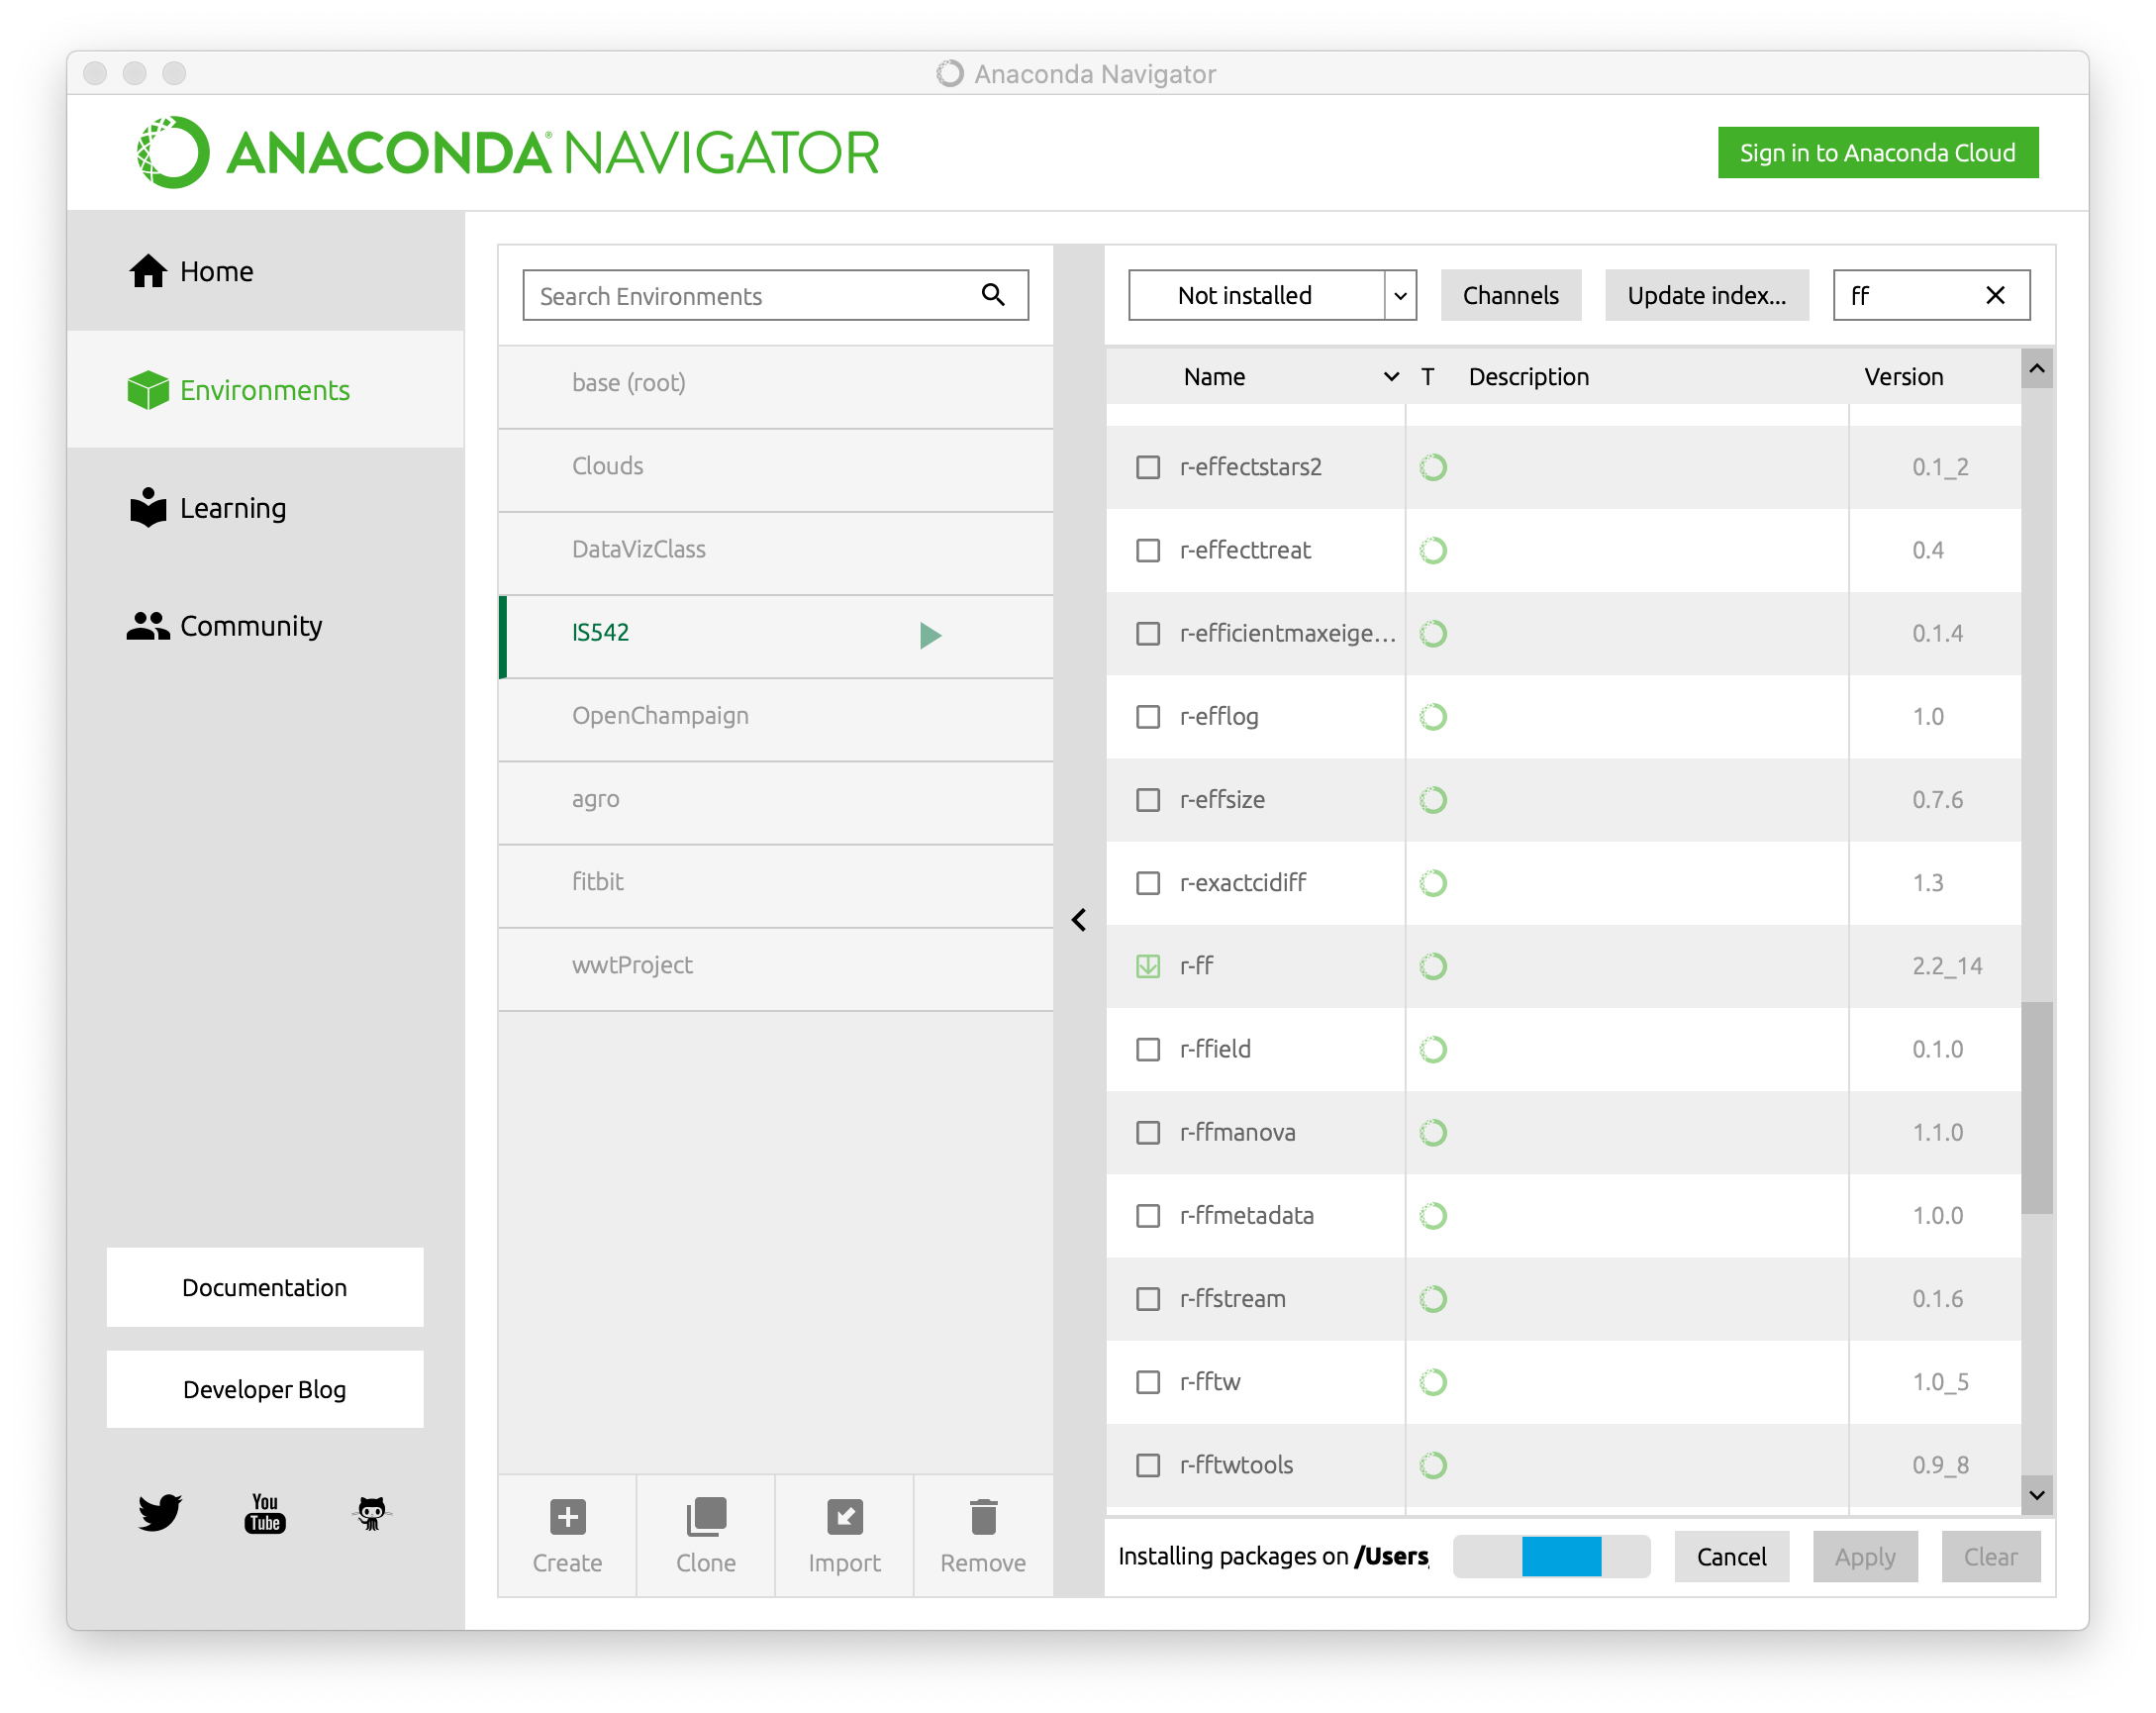 Anaconda Navigator
ANACONDA® NAVIGATOR
Sign in to Anaconda Cloud
Home
Environments
Learning
Community
Documentation
Developer Blog
You
Tube
Search Environments
base (root)
Clouds
DataVizClass
IS542
OpenChampaign
agro
fitbit
wwtProject
Create
Clone
Import
Remove
Not installed
Channels
Update index...
ff
Name T Description Version
r-effectstars2 0.1_2
r-effecttreat 0.4
r-efficientmaxeige... 0.1.4
r-efflog 1.0
r-effsize 0.7.6
r-exactcidiff 1.3
r-ff 2.2_14
r-ffield 0.1.0
r-ffmanova 1.1.0
r-ffmetadata 1.0.0
r-ffstream 0.1.6
r-fftw 1.0_5
r-fftwtools 0.9_8
Installing packages on /Users
Cancel
Apply
Clear